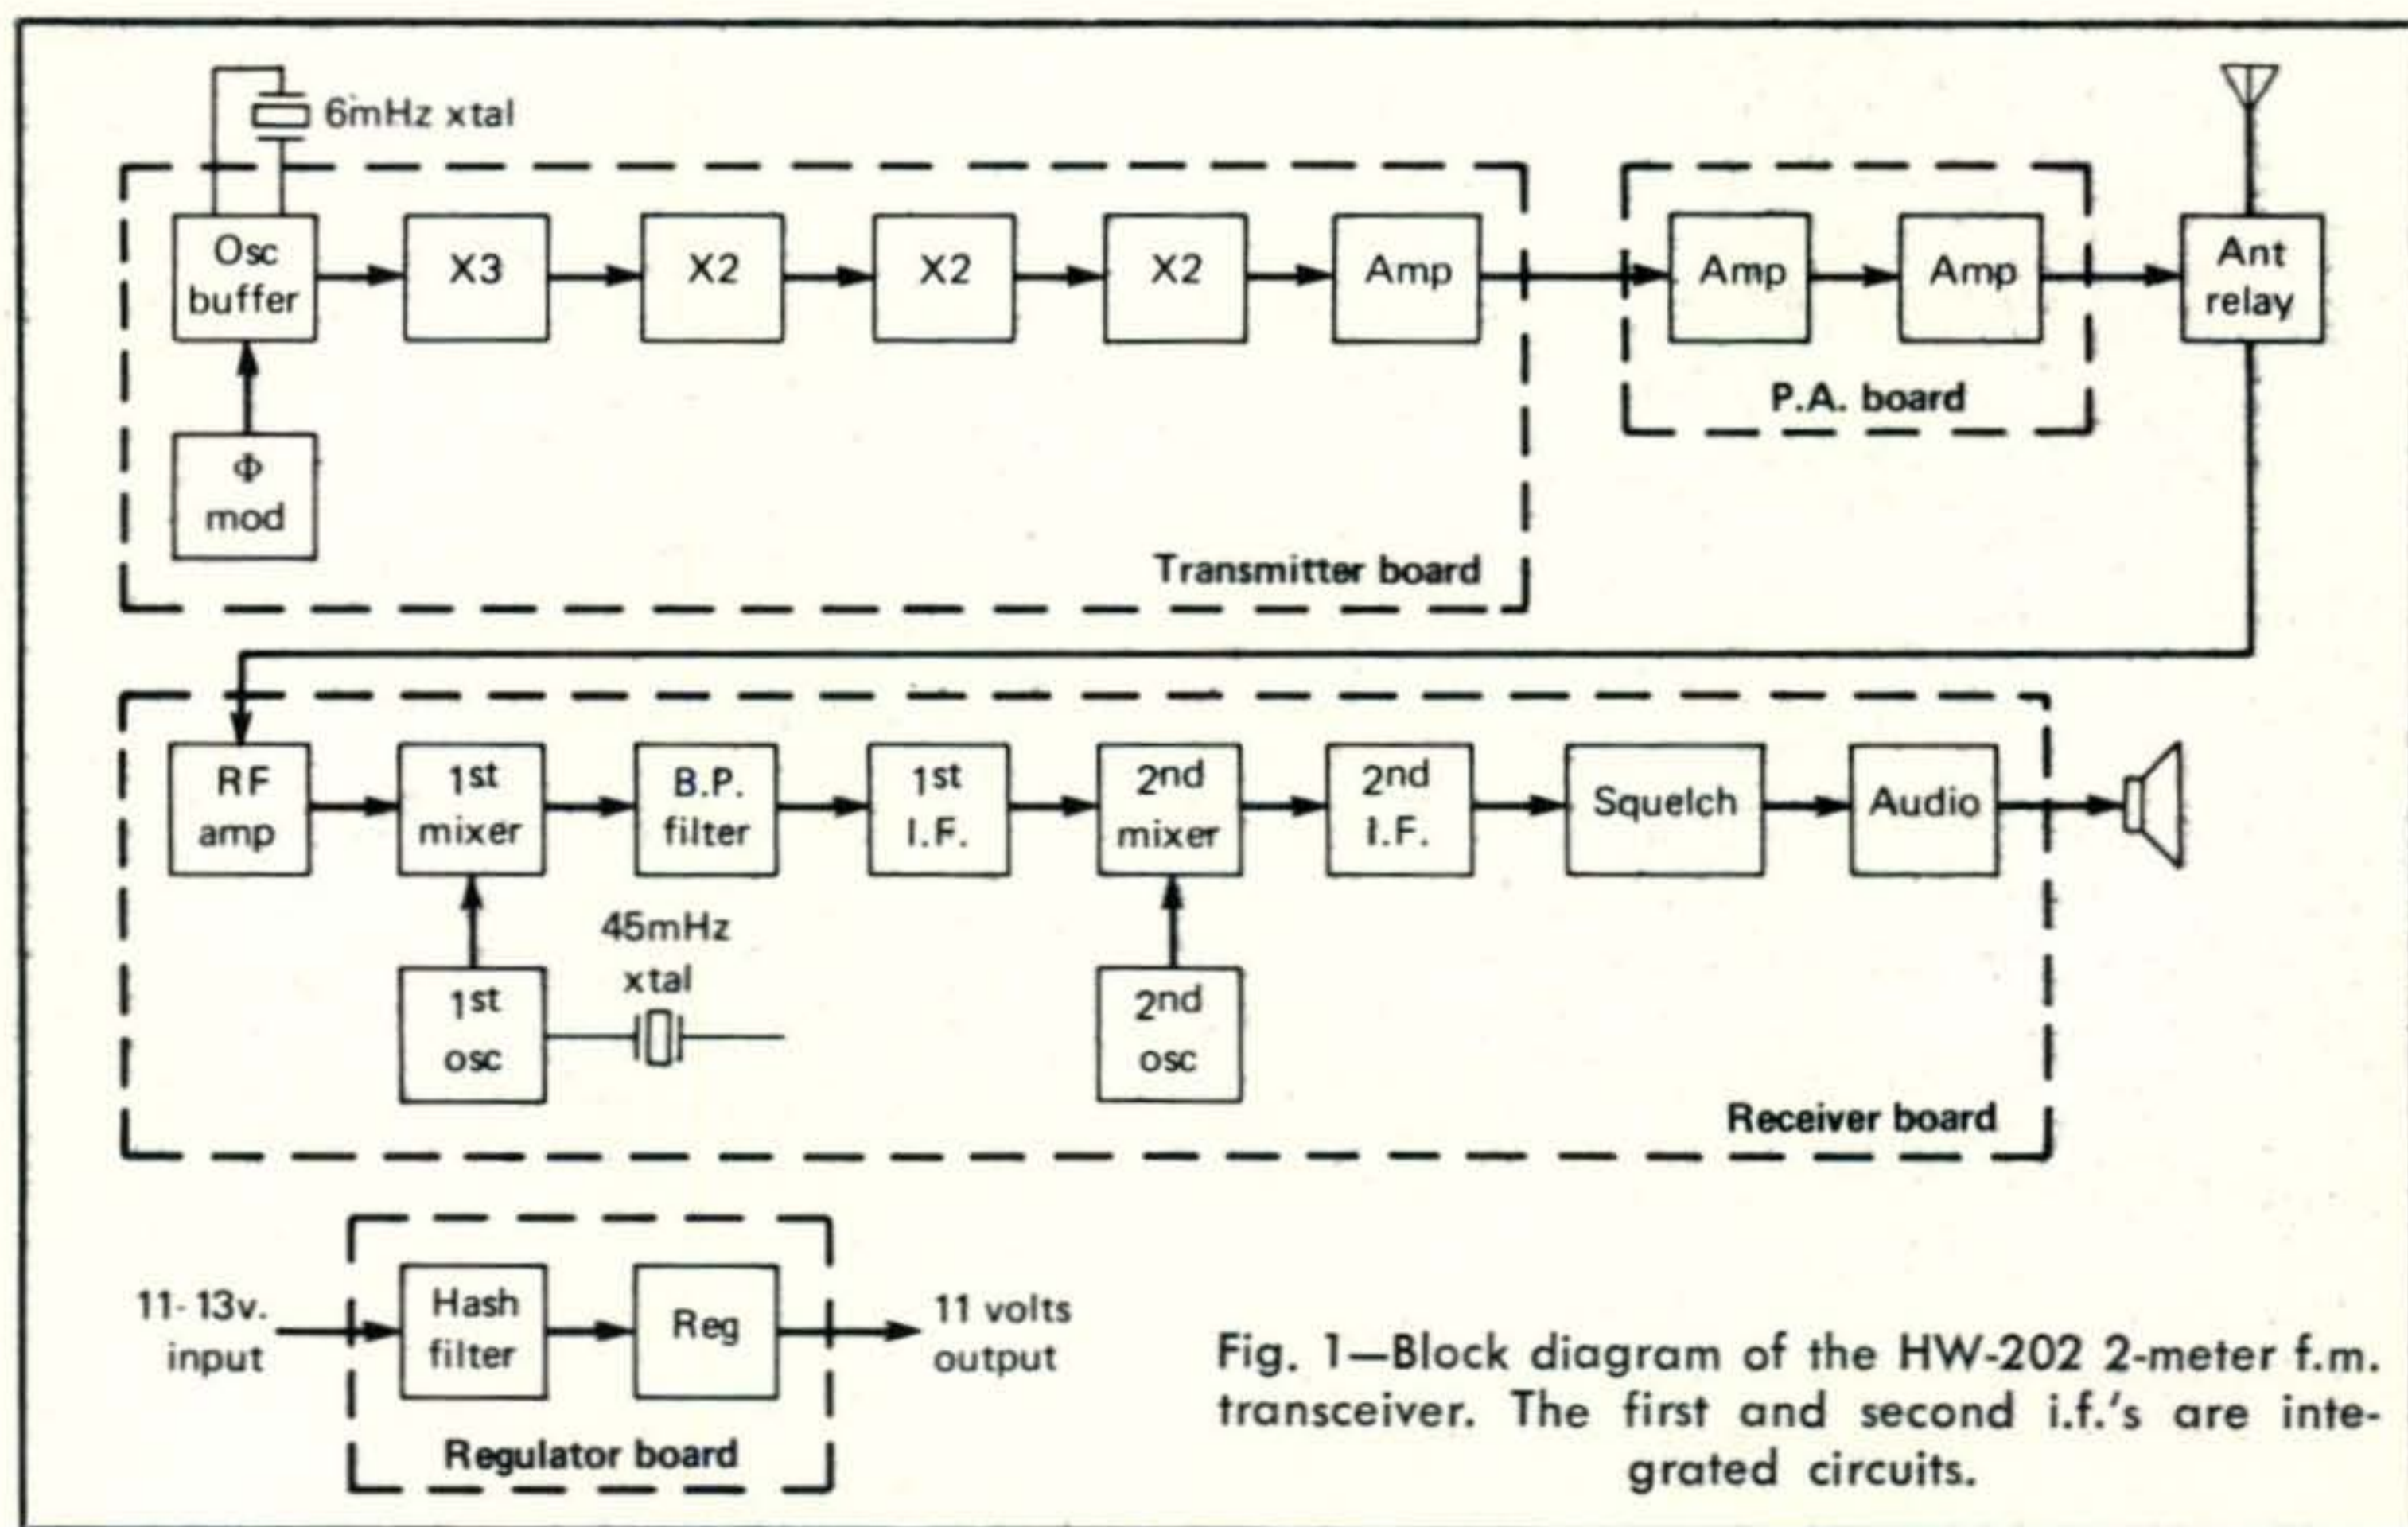 6mHz xtal
Osc
buffer
X3
X2
X2
X2
Amp
Amp
Amp
Ant
relay
P.A. board
Φ
mod
Transmitter board
RF
amp
1st
mixer
B.P.
filter
1st
I.F.
2nd
mixer
2nd
I.F.
Squelch
Audio
45mHz
xtal
1st
osc
2nd
osc
Receiver board
11-13v.
input
Hash
filter
Reg
11 volts
output
Regulator board
Fig. 1—Block diagram of the HW-202 2-meter f.m.
transceiver. The first and second i.f.'s are inte-
grated circuits.